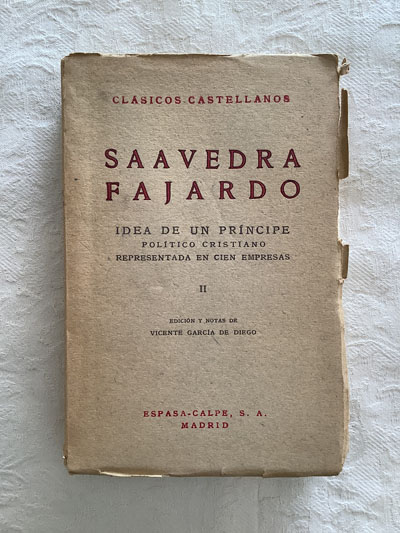 CLÁSICOS CASTELLANOS
SAAVEDRA
FAJARDO
IDEA DE UN PRÍNCIPE
POLÍTICO CRISTIANO
REPRESENTADA EN CIEN EMPRESAS
II
EDICIÓN Y NOTAS DE
VICENTE GARCÍA DE DIEGO
ESPASA-CALPE, S. A.
MADRID